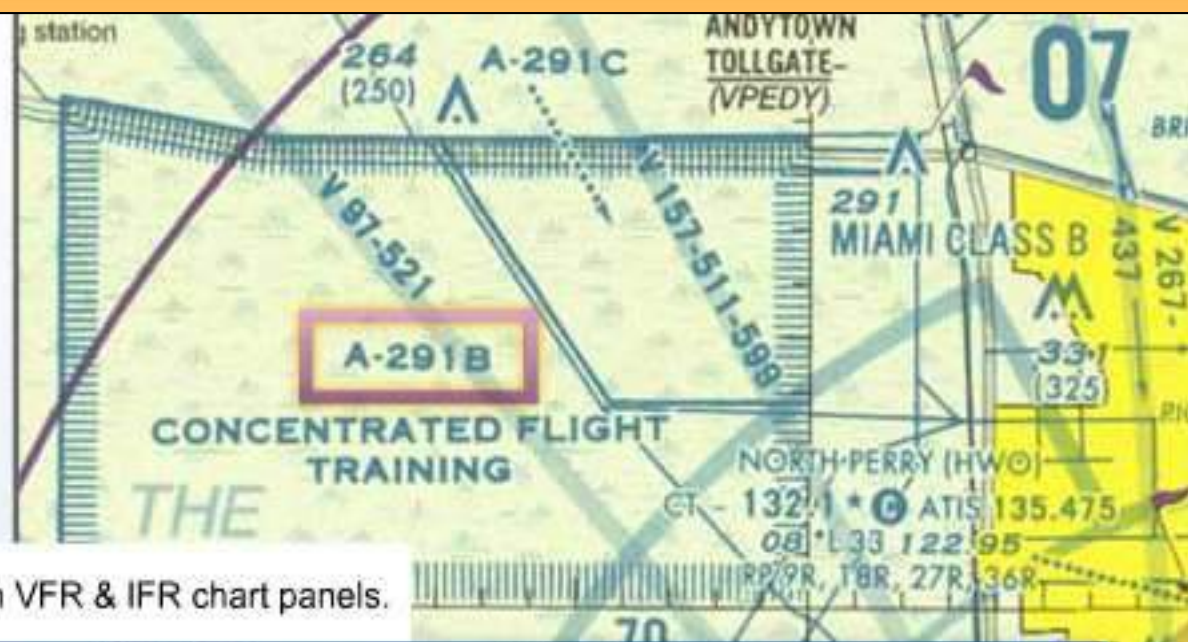 station
264
(250)
A-291C
ANDYTOWN
TOLLGATE-
(VPEDY)
07
V 97-521
V 157-511-599
291
MIAMI CLASS B
437
V 267-
A-291B
331
(325)
CONCENTRATED FLIGHT
TRAINING
THE
NORTH PERRY (HWO)
CT - 132.1 * C ATIS 135.475
08 *L 33 122.95
RP 9R, 18R, 27R, 36R
VFR & IFR chart panels.
70